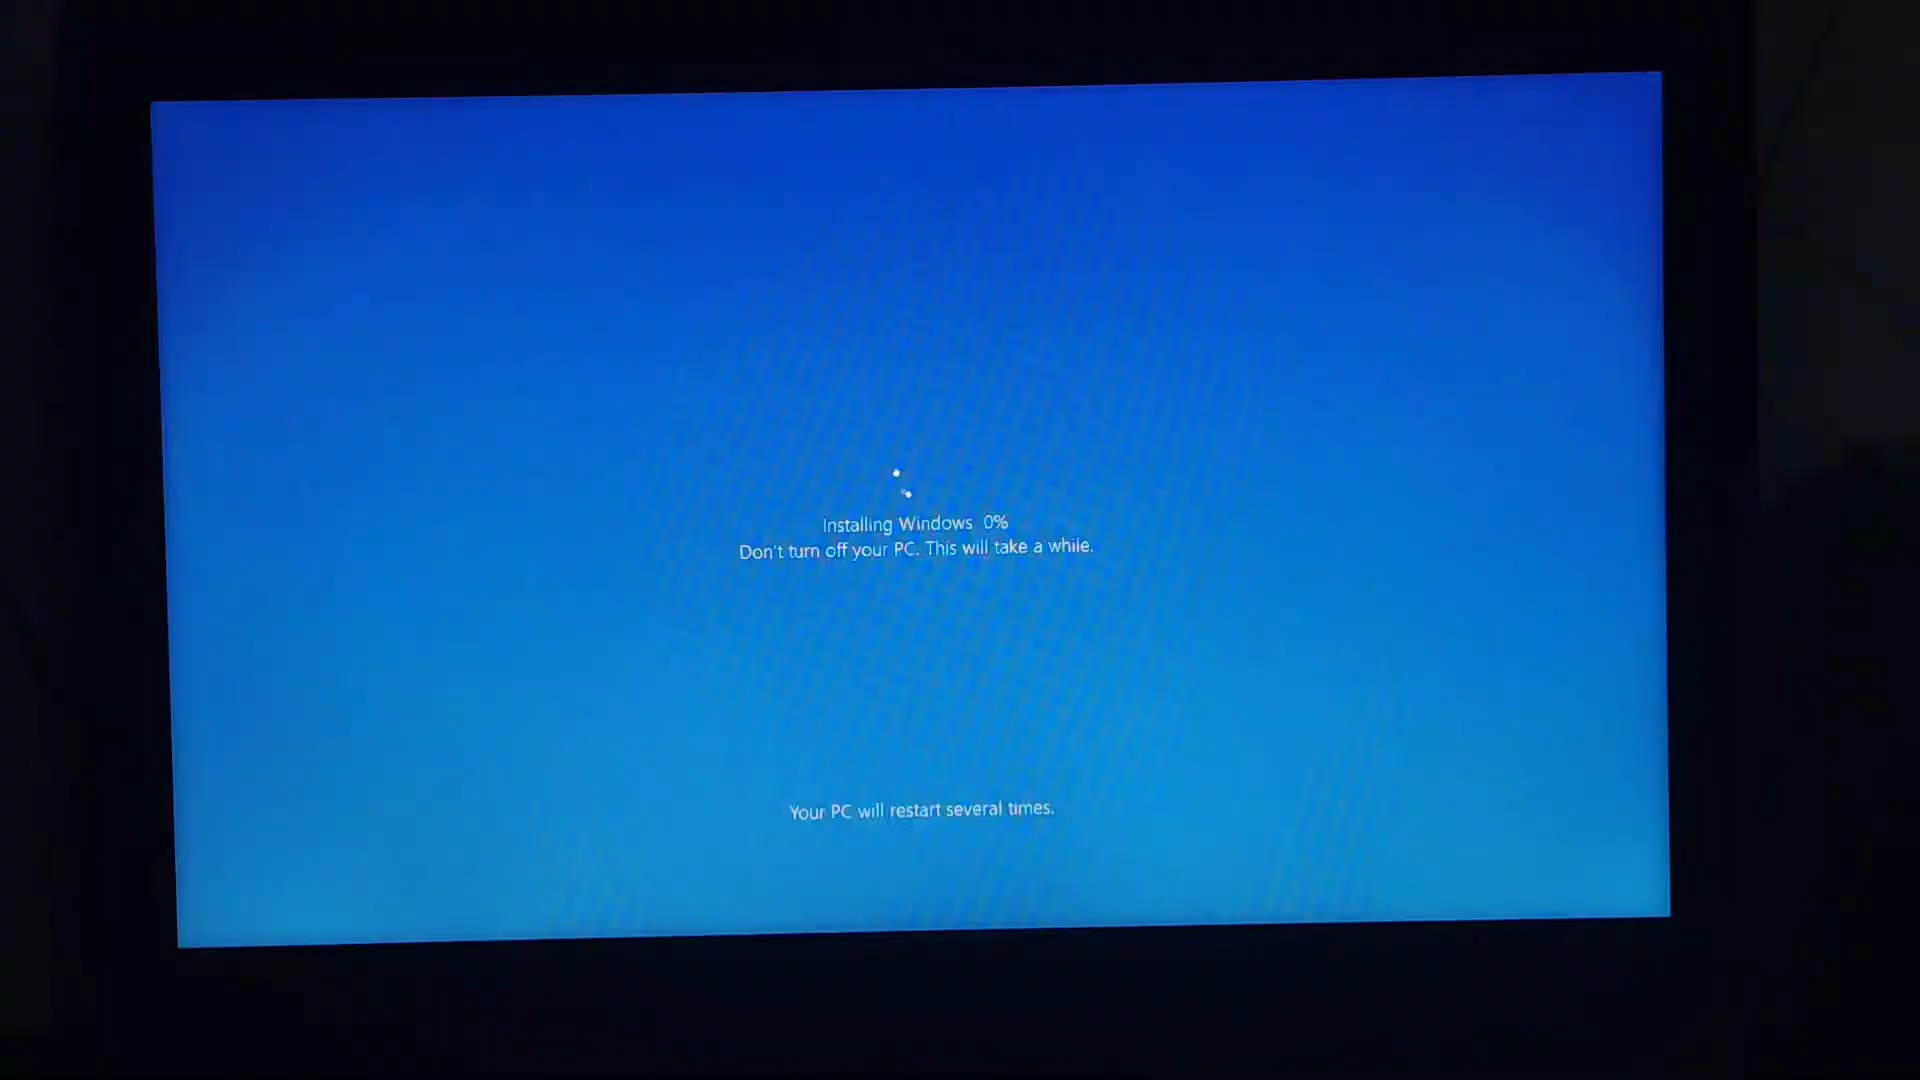 Installing Windows 0%
Don't turn off your PC. This will take a while.
Your PC will restart several times.